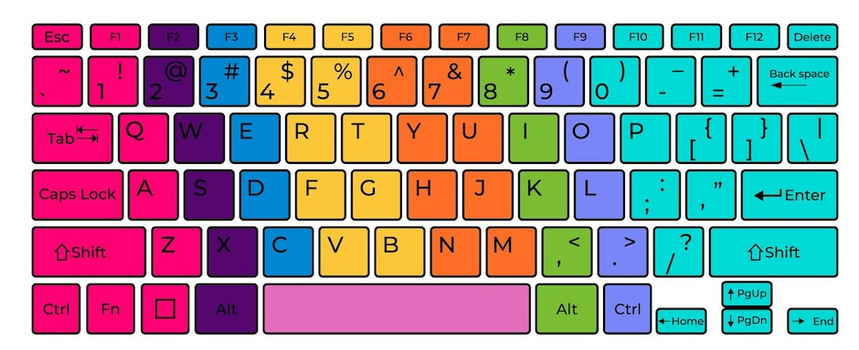 Esc F1 F2 F3 F4 F5 F6 F7 F8 F9 F10 F11 F12 Delete
~ ` ! 1 @ 2 # 3 $ 4 % 5 ^ 6 & 7 * 8 ( 9 ) 0 – - + = Back space
Tab Q W E R T Y U I O P { [ } ] | \
Caps Lock A S D F G H J K L : ; ” , Enter
Shift Z X C V B N M < , > . ? / Shift
Ctrl Fn Alt Alt Ctrl Home PgUp PgDn End